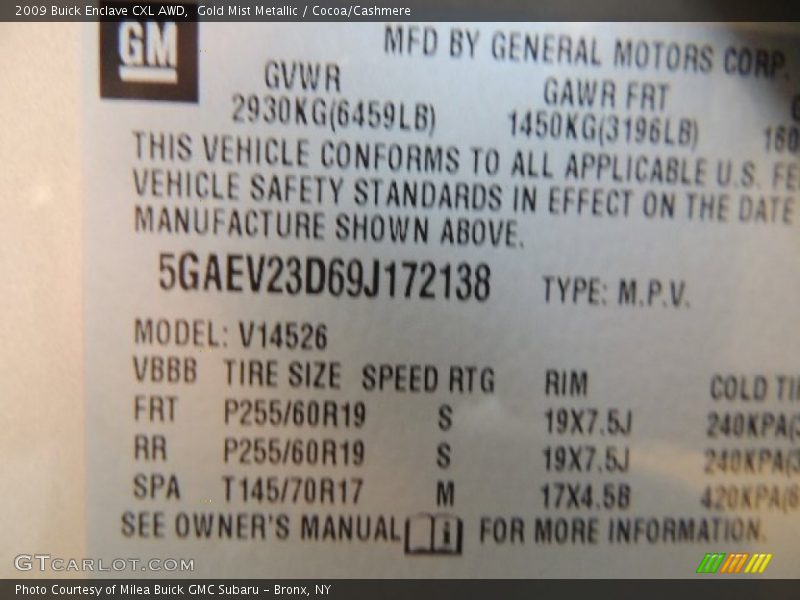 2009 Buick Enclave CXL AWD, Gold Mist Metallic / Cocoa/Cashmere
GM
MFD BY GENERAL MOTORS CORP.
GVWR GAWR FRT
2930KG(6459LB) 1450KG(3196LB)
THIS VEHICLE CONFORMS TO ALL APPLICABLE U.S. FE
VEHICLE SAFETY STANDARDS IN EFFECT ON THE DATE
MANUFACTURE SHOWN ABOVE.
5GAEV23D69J172138 TYPE: M.P.V.
MODEL: V14526
VBBB TIRE SIZE SPEED RTG RIM COLD TI
FRT P255/60R19 S 19X7.5J 240KPA(3
RR P255/60R19 S 19X7.5J 240KPA(3
SPA T145/70R17 M 17X4.5B 420KPA(6
SEE OWNER'S MANUAL i FOR MORE INFORMATION.
GTCARLOT.COM
Photo Courtesy of Milea Buick GMC Subaru - Bronx, NY